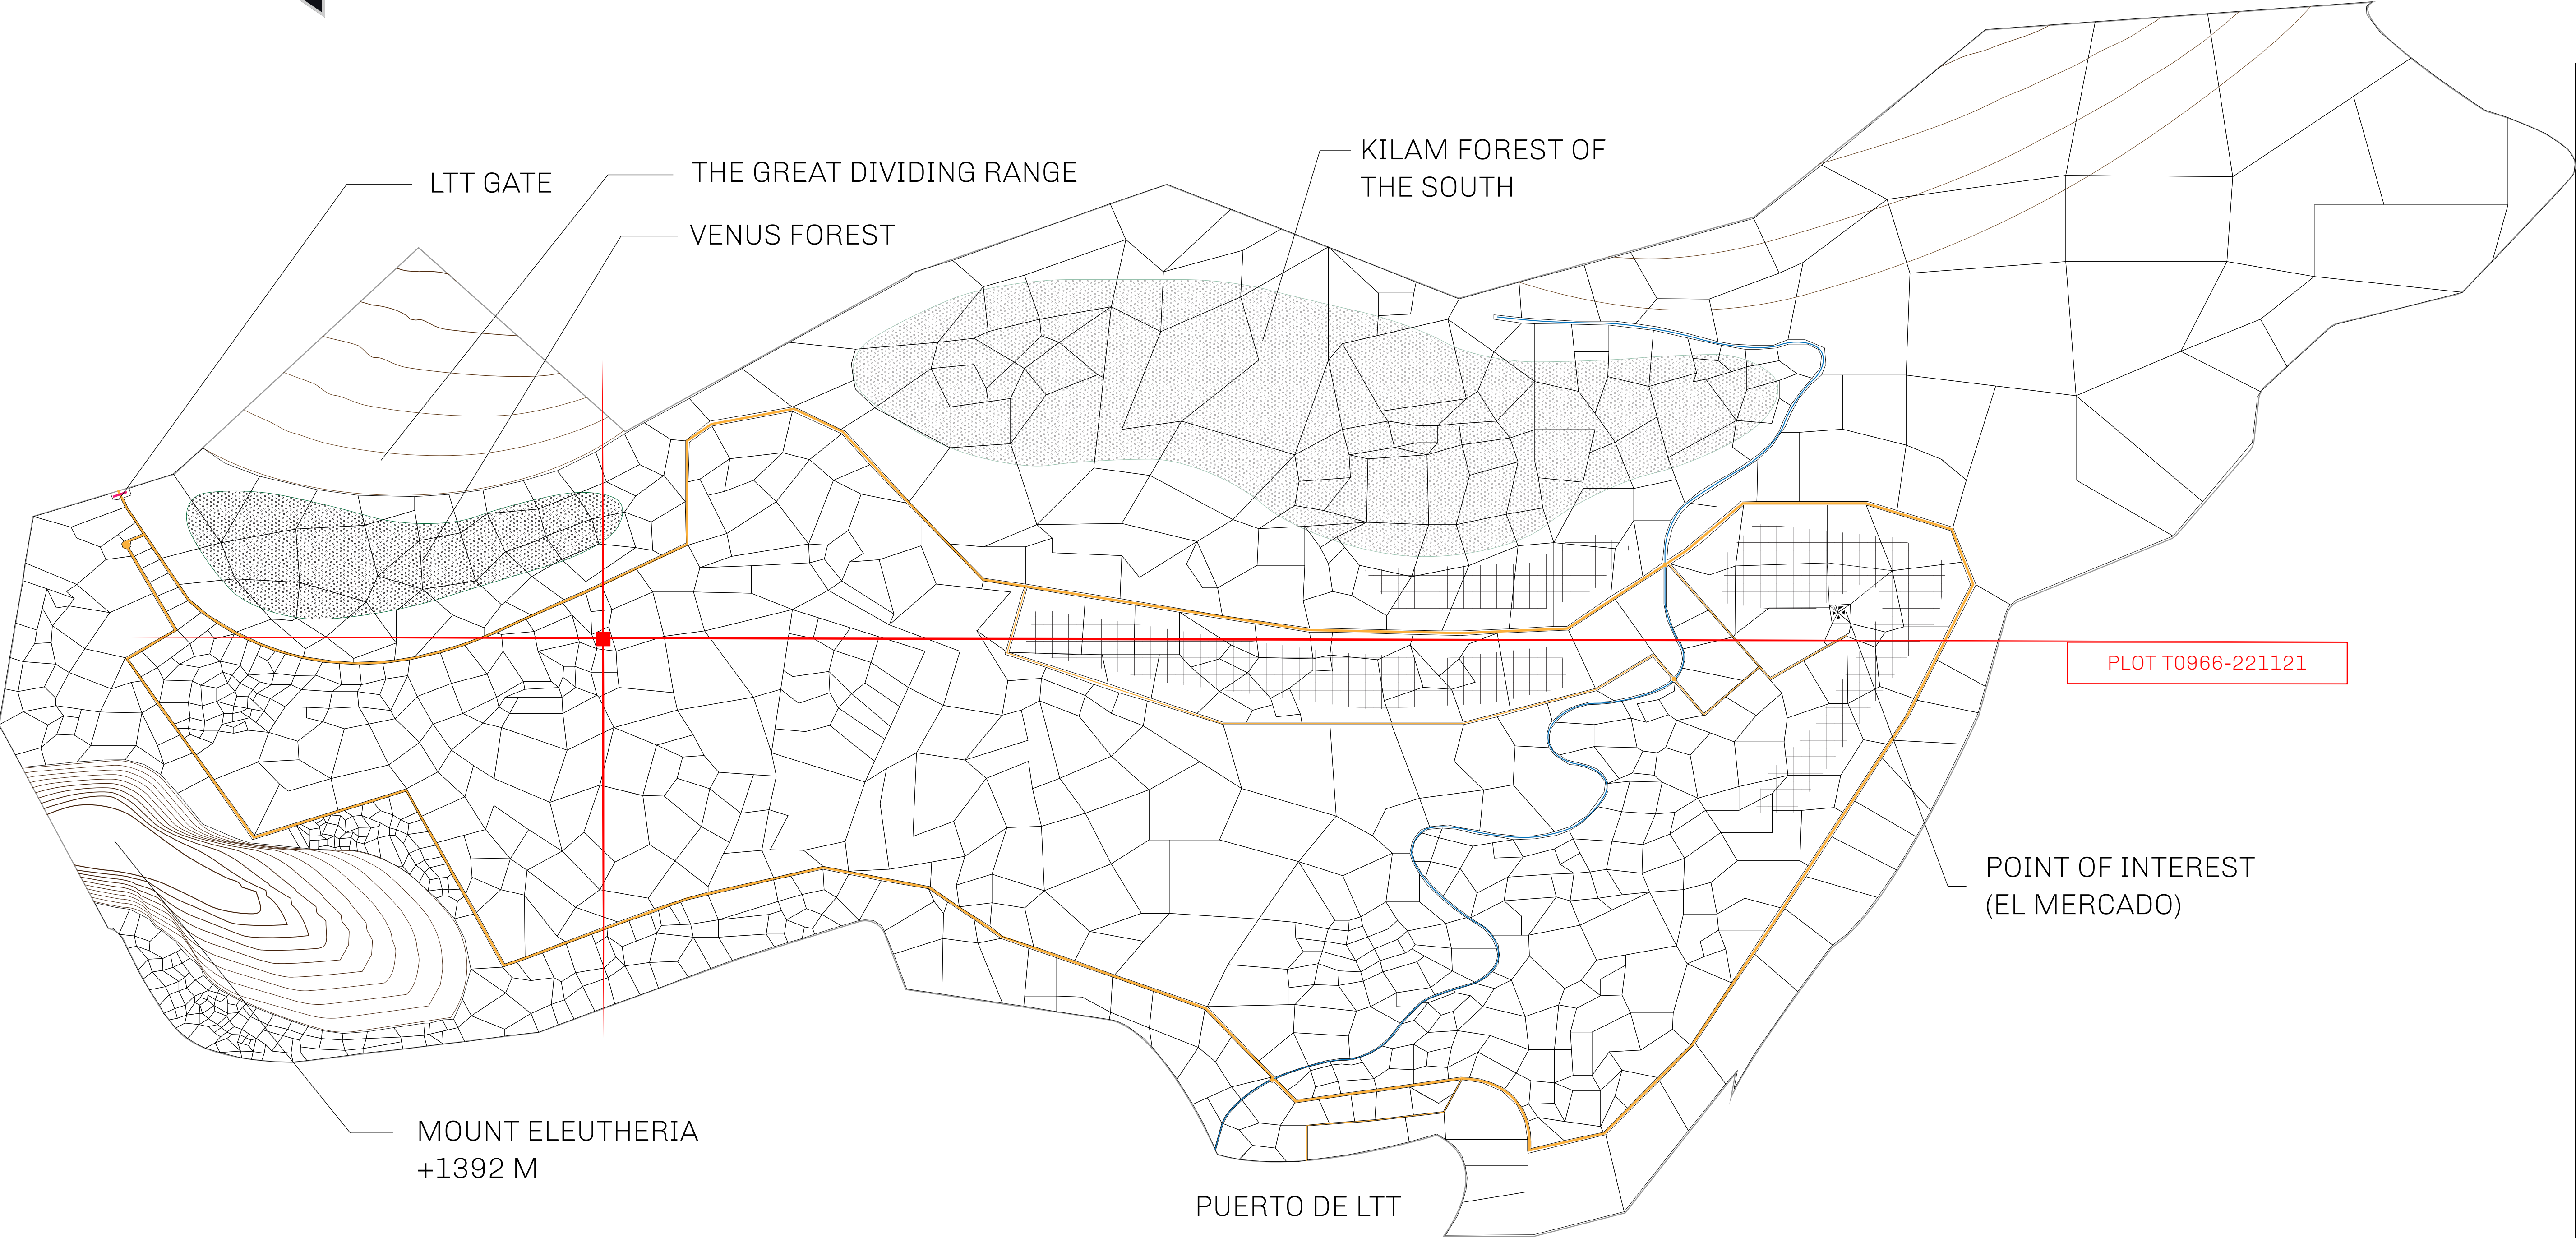 KILAM FOREST OF
THE SOUTH
THE GREAT DIVIDING RANGE
LTT GATE
VENUS FOREST
PLOT T0966-221121
POINT OF INTEREST
(EL MERCADO)
MOUNT ELEUTHERIA
+1392 M
PUERTO DE LTT